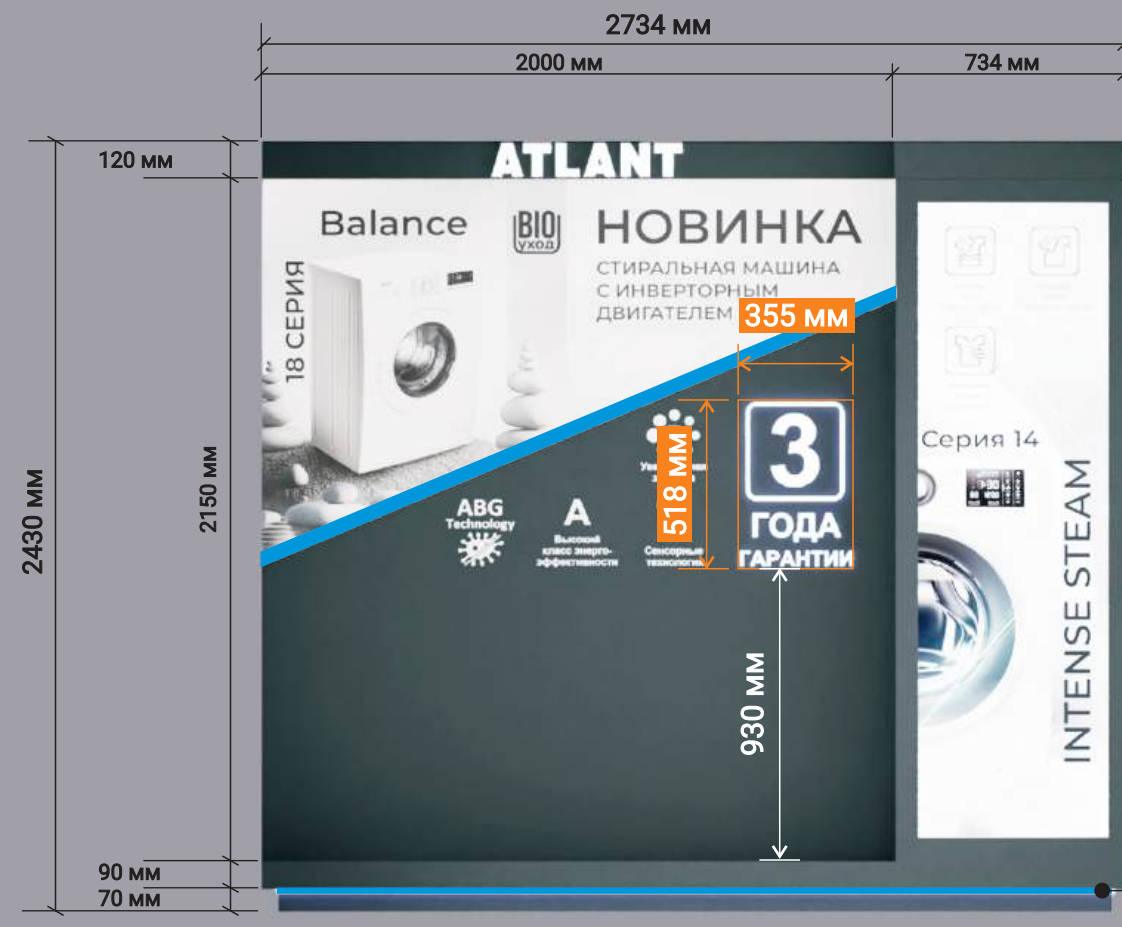 2734 мм
2000 мм
734 мм
120 мм
ATLANT
Balance
BIO
уход
НОВИНКА
СТИРАЛЬНАЯ МАШИНА
С ИНВЕРТОРНЫМ
ДВИГАТЕЛЕМ
355 мм
18 СЕРИЯ
2430 мм
2150 мм
518 мм
3
ГОДА
ГАРАНТИИ
ABG
Technology
A
Высокий
класс энерго-
эффективности
Сенсорные
технологии
930 мм
Серия 14
INTENSE STEAM
90 мм
70 мм